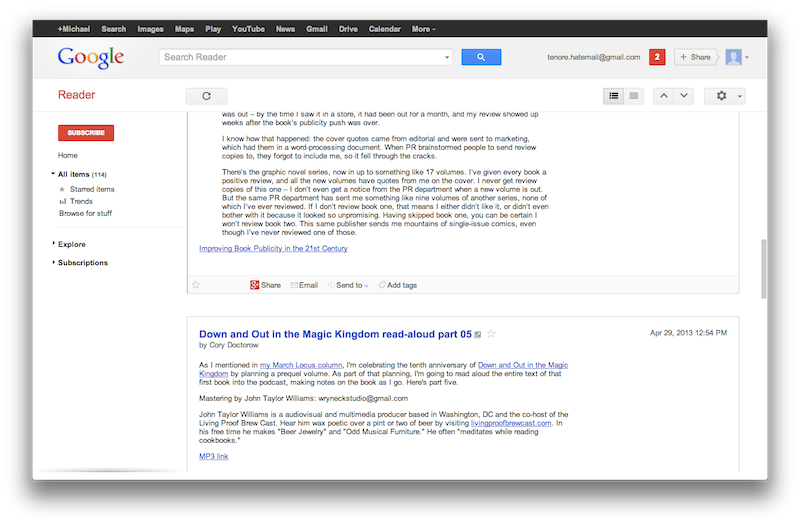 +Michael Search Images Maps Play YouTube News Gmail Drive Calendar More
Google
Search Reader
tenore.hatemail@gmail.com
2
+ Share
Reader
SUBSCRIBE
Home
All items (114)
Starred items
Trends
Browse for stuff
Explore
Subscriptions
was out – by the time I saw it in a store, it had been out for a month, and my review showed up
weeks after the book's publicity push was over.
I know how that happened: the cover quotes came from editorial and were sent to marketing,
which had them in a word-processing document. When PR brainstormed people to send review
copies to, they forgot to include me, so it fell through the cracks.
There's the graphic novel series, now in up to something like 17 volumes. I've given every book a
positive review, and all the new volumes have quotes from me on the cover. I never get review
copies of this one – I don't even get a notice from the PR department when a new volume is out.
But the same PR department has sent me something like nine volumes of another series, none of
which I've ever reviewed. If I don't review book one, that means I either didn't like it, or didn't even
bother with it because it looked so unpromising. Having skipped book one, you can be certain I
won't review book two. This same publisher sends me mountains of single-issue comics, even
though I've never reviewed one of those.
Improving Book Publicity in the 21st Century
Share Email Send to Add tags
Down and Out in the Magic Kingdom read-aloud part 05
Apr 29, 2013 12:54 PM
by Cory Doctorow
As I mentioned in my March Locus column, I'm celebrating the tenth anniversary of Down and Out in the Magic
Kingdom by planning a prequel volume. As part of that planning, I'm going to read aloud the entire text of that
first book into the podcast, making notes on the book as I go. Here's part five.
Mastering by John Taylor Williams: wryneckstudio@gmail.com
John Taylor Williams is a audiovisual and multimedia producer based in Washington, DC and the co-host of the
Living Proof Brew Cast. Hear him wax poetic over a pint or two of beer by visiting livingproofbrewcast.com. In
his free time he makes "Beer Jewelry" and "Odd Musical Furniture." He often "meditates while reading
cookbooks."
MP3 link